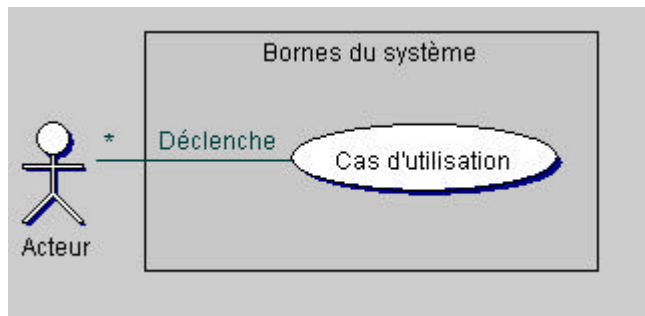 Bornes du système
* Déclenche
Cas d'utilisation
Acteur